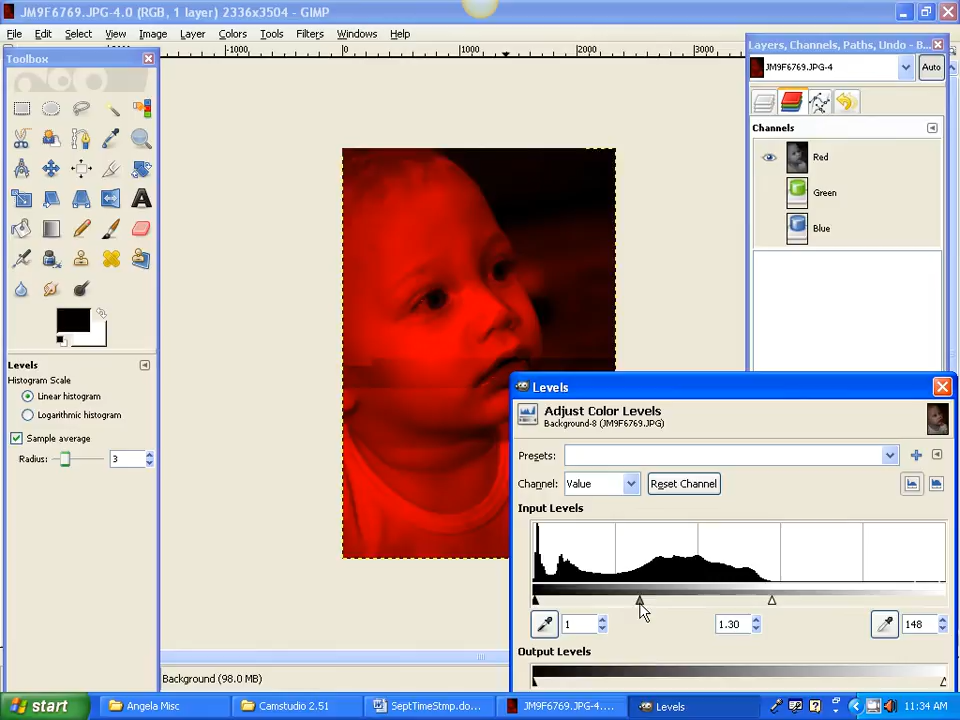 JM9F6769.JPG-4.0 (RGB, 1 layer) 2336x3504 – GIMP
File Edit Select View Image Layer Colors Tools Filters Windows Help
Toolbox
-1000 0 1000 2000 3000
Layers, Channels, Paths, Undo - B...
JM9F6769.JPG-4
Auto
Channels
Red
Green
Blue
Levels
Histogram Scale
Linear histogram
Logarithmic histogram
Sample average
Radius: 3
Levels
Adjust Color Levels
Background-8 (JM9F6769.JPG)
Presets:
Channel: Value Reset Channel
Input Levels
1 1.30 148
Output Levels
Background (98.0 MB)
start Angela Misc Camstudio 2.51 SeptTimeStmp.do... JM9F6769.JPG-4.... Levels 11:34 AM